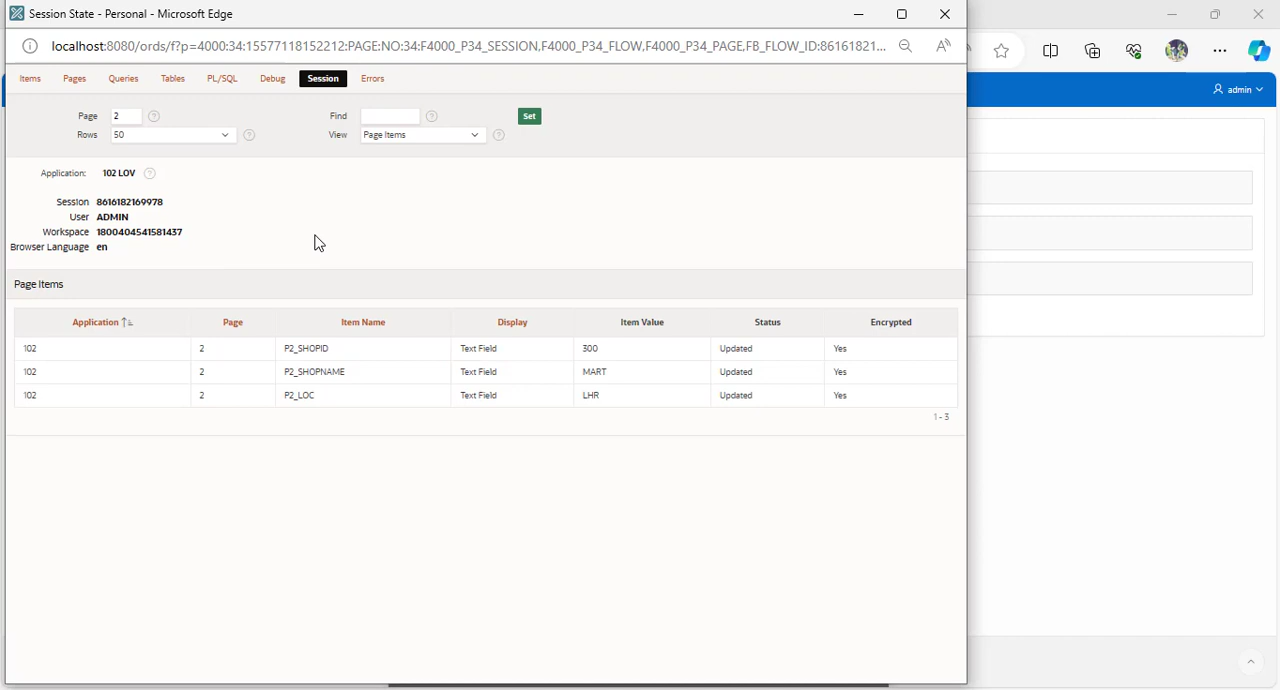 Session State - Personal - Microsoft Edge
localhost:8080/ords/f?p=4000:34:15577118152212:PAGE:NO:34:F4000_P34_SESSION,F4000_P34_FLOW,F4000_P34_PAGE,FB_FLOW_ID:86161821...
Items Pages Queries Tables PL/SQL Debug Session Errors
admin
Page 2 ? Find ? Set
Rows 50 ? View Page Items ?
Application: 102 LOV ?
Session 8616182169978
User ADMIN
Workspace 1800404541581437
Browser Language en
Page Items
Application Page Item Name Display Item Value Status Encrypted
102 2 P2_SHOPID Text Field 300 Updated Yes
102 2 P2_SHOPNAME Text Field MART Updated Yes
102 2 P2_LOC Text Field LHR Updated Yes
1 - 3